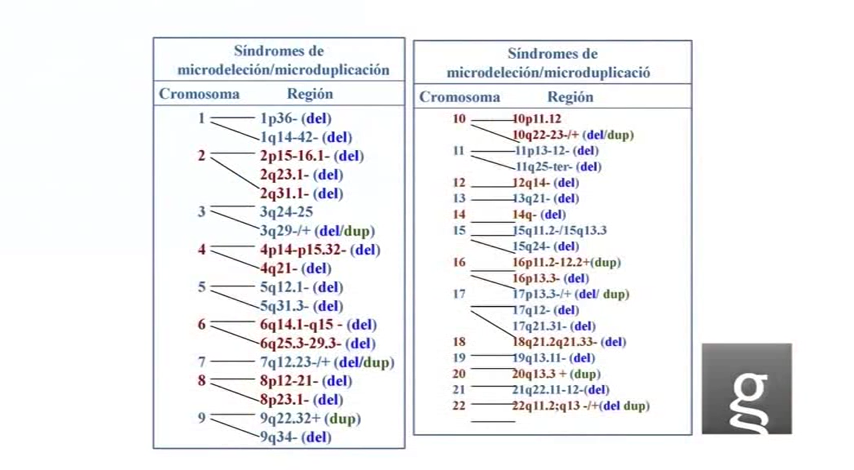 Síndromes de
microdeleción/microduplicación
Cromosoma Región
1 1p36- (del)
1q14-42- (del)
2 2p15-16.1- (del)
2q23.1- (del)
2q31.1- (del)
3 3q24-25
3q29-/+ (del/dup)
4 4p14-p15.32- (del)
4q21- (del)
5 5q12.1- (del)
5q31.3- (del)
6 6q14.1-q15 - (del)
6q25.3-29.3- (del)
7 7q12.23-/+ (del/dup)
8 8p12-21- (del)
8p23.1- (del)
9 9q22.32+ (dup)
9q34- (del)
Síndromes de
microdeleción/microduplicació
Cromosoma Región
10 10p11.12
10q22-23-/+ (del/dup)
11 11p13-12- (del)
11q25-ter- (del)
12 12q14- (del)
13 13q21- (del)
14 14q- (del)
15 15q11.2-/15q13.3
15q24- (del)
16 16p11.2-12.2+(dup)
16p13.3- (del)
17 17p13.3-/+ (del/ dup)
17q12- (del)
17q21.31- (del)
18 18q21.2q21.33- (del)
19 19q13.11- (del)
20 20q13.3 + (dup)
21 21q22.11-12-(del)
22 22q11.2;q13 -/+(del dup)
g